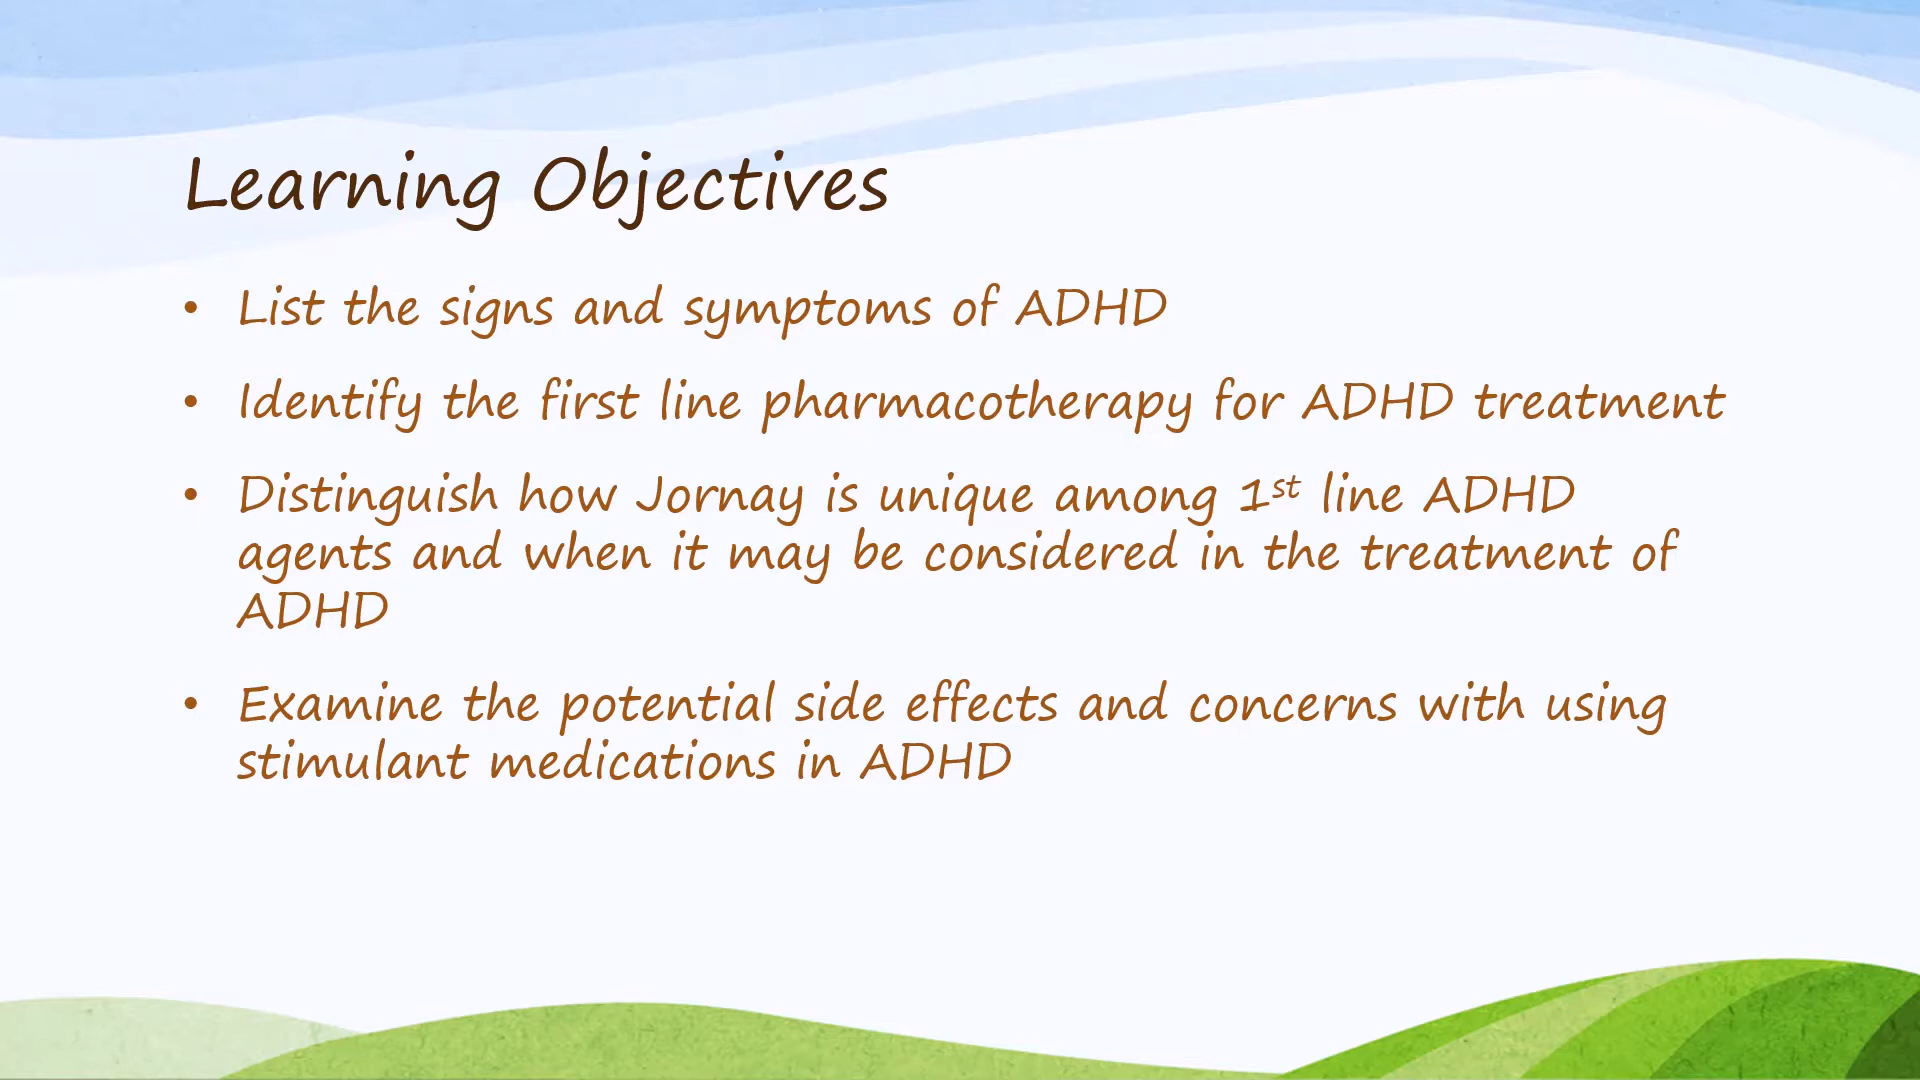 Learning Objectives
• List the signs and symptoms of ADHD
• Identify the first line pharmacotherapy for ADHD treatment
• Distinguish how Jornay is unique among 1st line ADHD
agents and when it may be considered in the treatment of
ADHD
• Examine the potential side effects and concerns with using
stimulant medications in ADHD